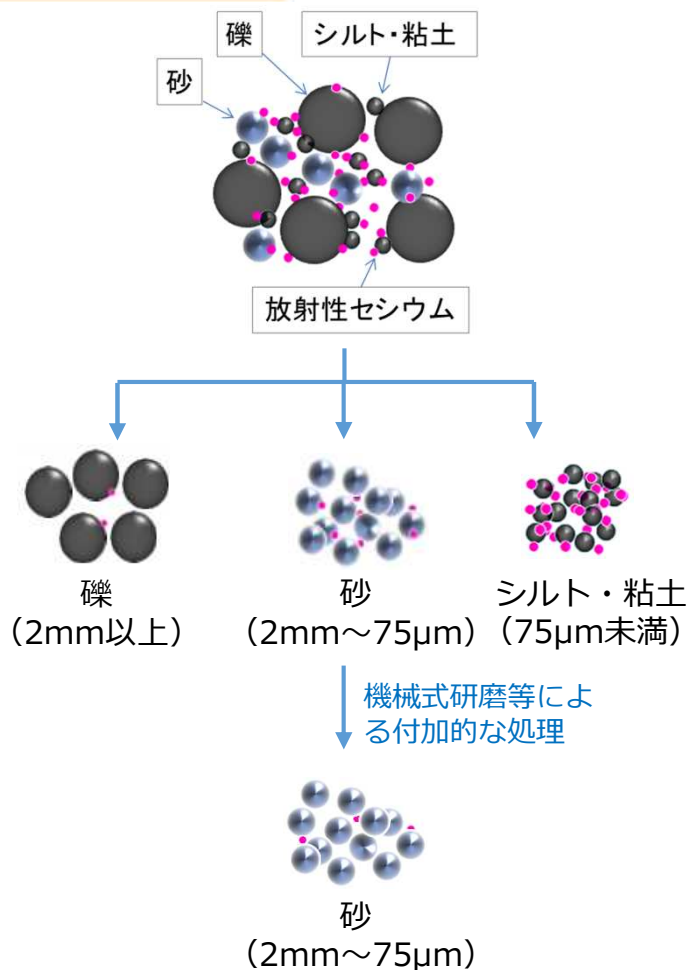 礫
シルト・粘土
砂
放射性セシウム
礫
（2mm以上）
砂
（2mm～75μm）
シルト・粘土
（75μm未満）
機械式研磨等によ
る付加的な処理
砂
（2mm～75μm）